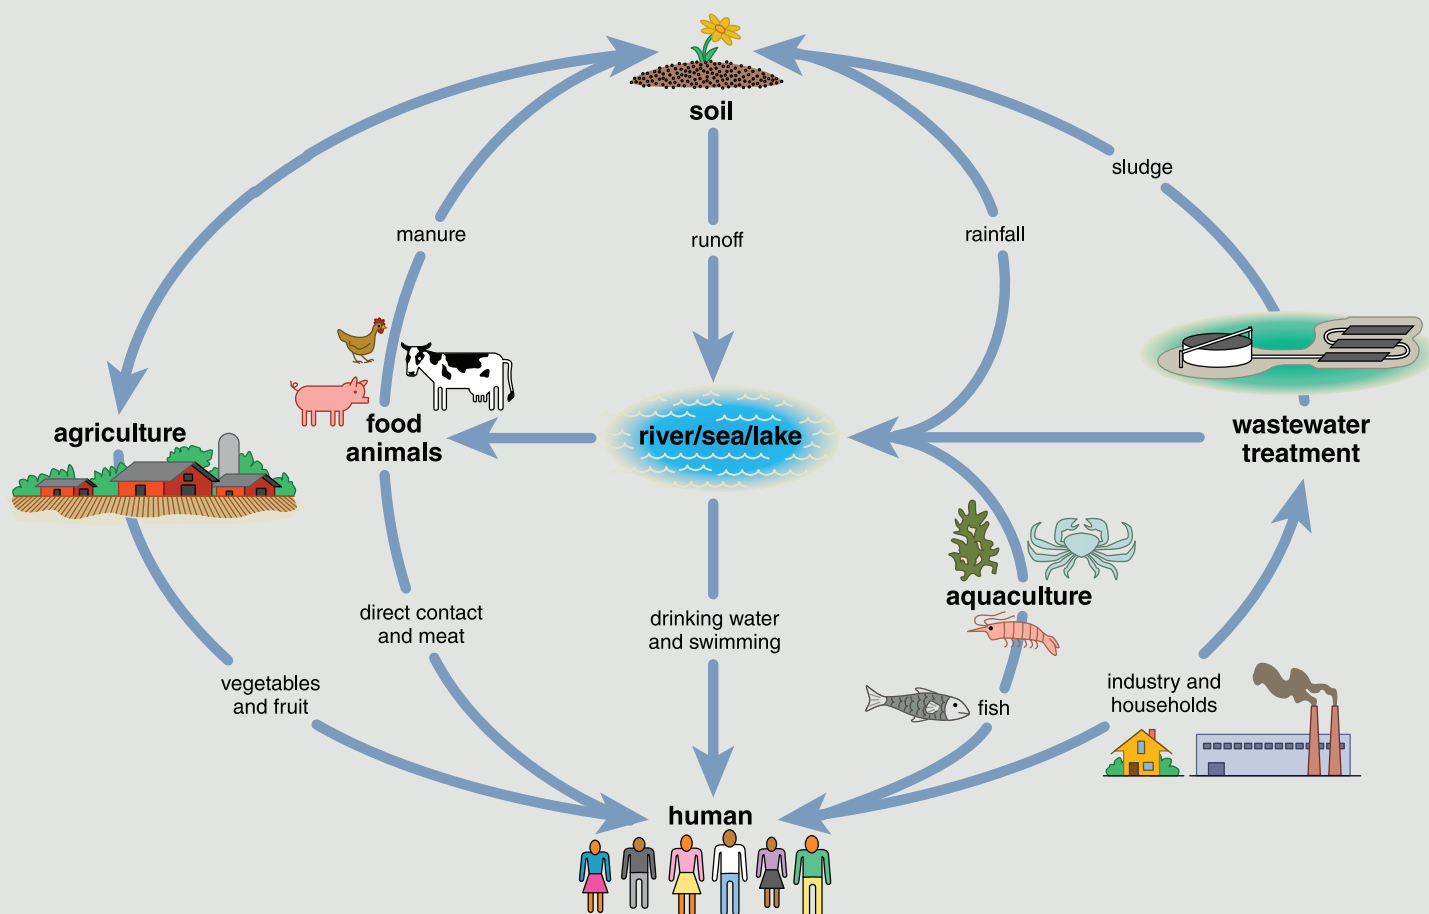 soil
sludge
manure
runoff
rainfall
agriculture
food
animals
river/sea/lake
wastewater
treatment
direct contact
and meat
drinking water
and swimming
aquaculture
vegetables
and fruit
fish
industry and
households
human